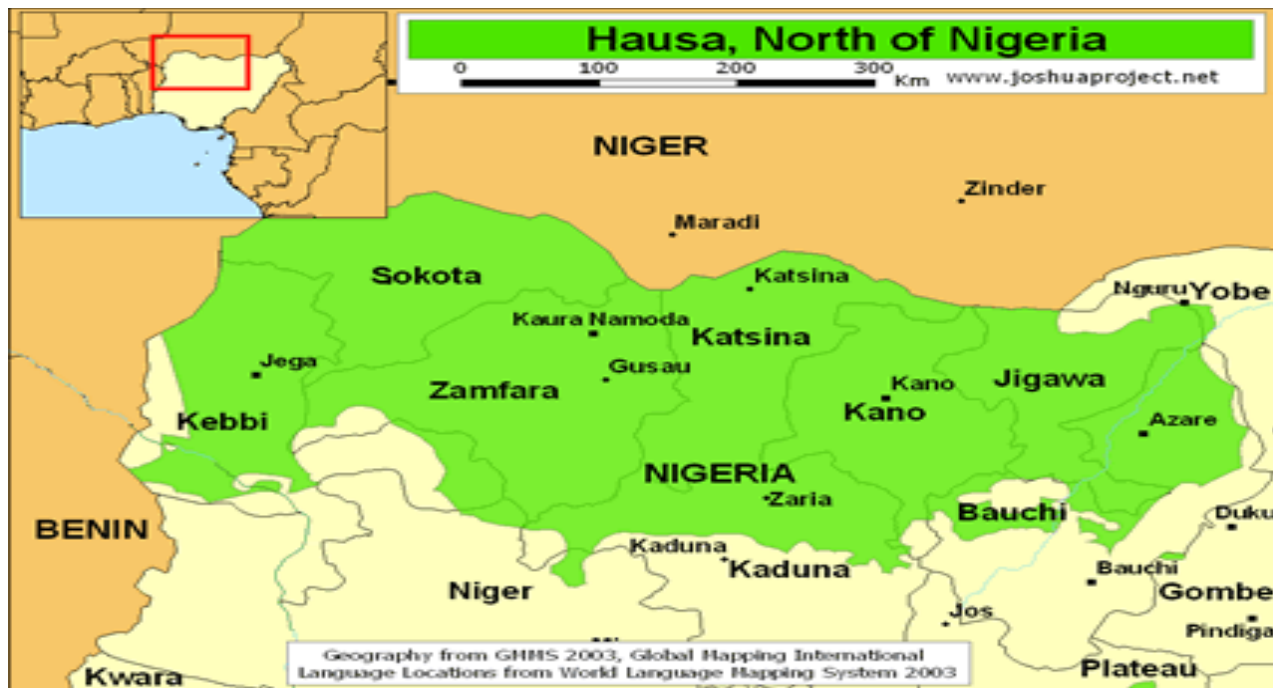 Hausa, North of Nigeria
0 100 200 300 Km www.joshuaproject.net
NIGER
Zinder
Maradi
Sokota
Katsina
Nguru Yobe
Kaura Namoda
Katsina
Jega
Gusau
Zamfara
Kano
Jigawa
Kebbi
Kano
Azare
NIGERIA
Zaria
BENIN
Bauchi
Duku
Kaduna
Kaduna
Bauchi
Niger
Gombe
Jos
Pindiga
Geography from GMMS 2003, Global Mapping International
Language Locations from World Language Mapping System 2003
Kwara
Plateau